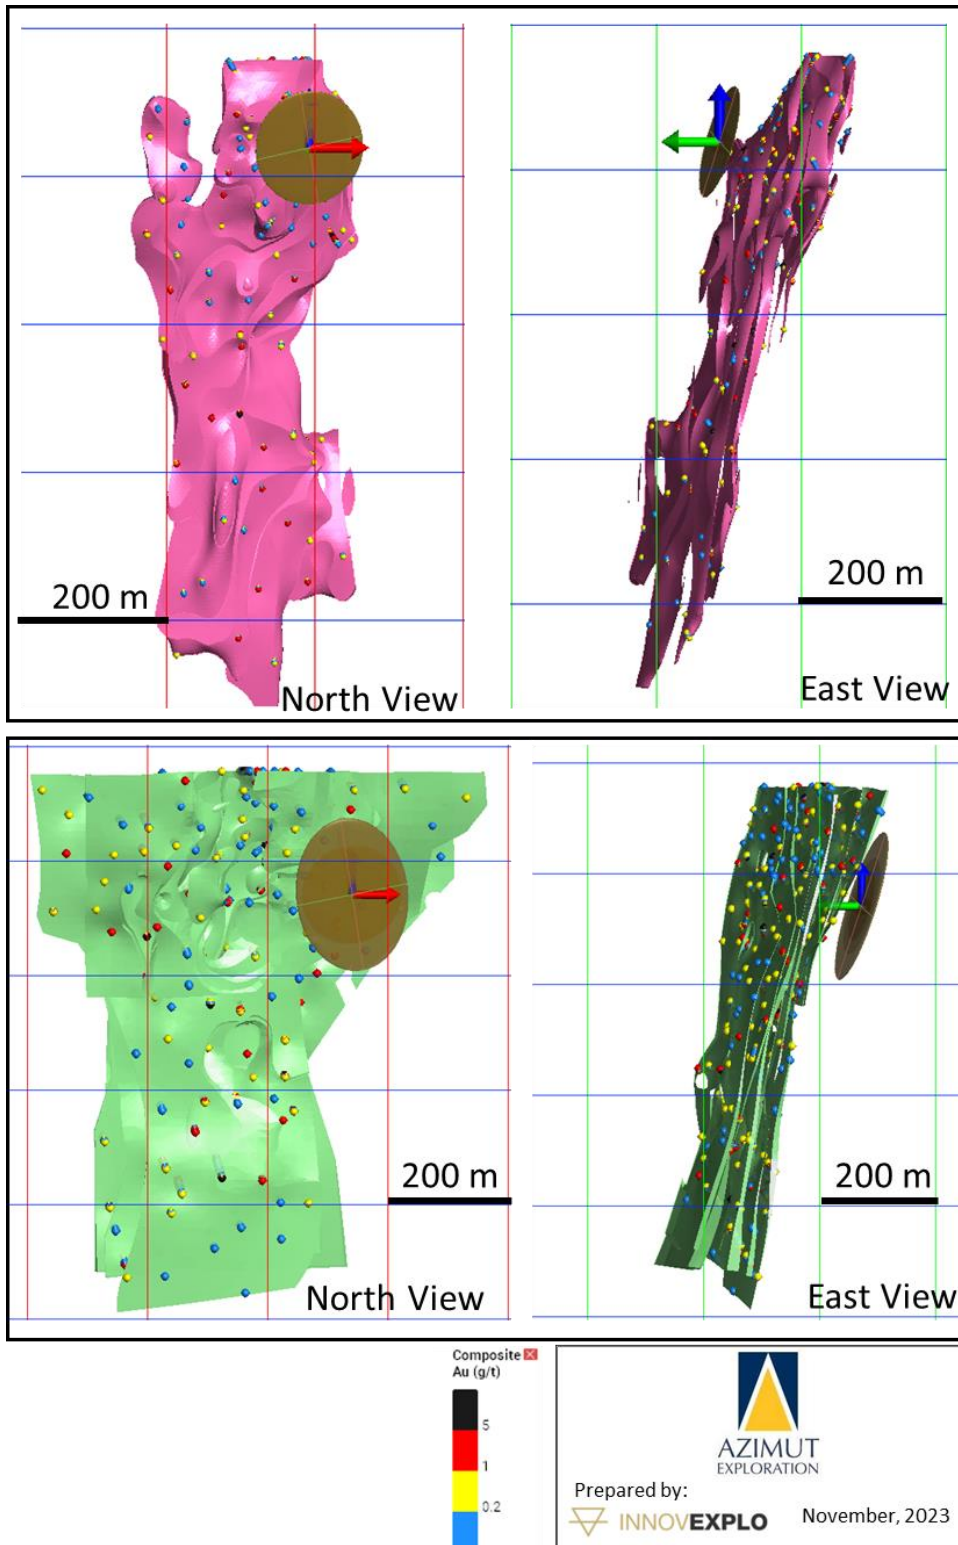 200 m
North View
200 m
East View
200 m
North View
200 m
East View
Composite
Au (g/t)
5
1
0.2
AZIMUT
EXPLORATION
Prepared by:
INNOVEXPLO
November, 2023